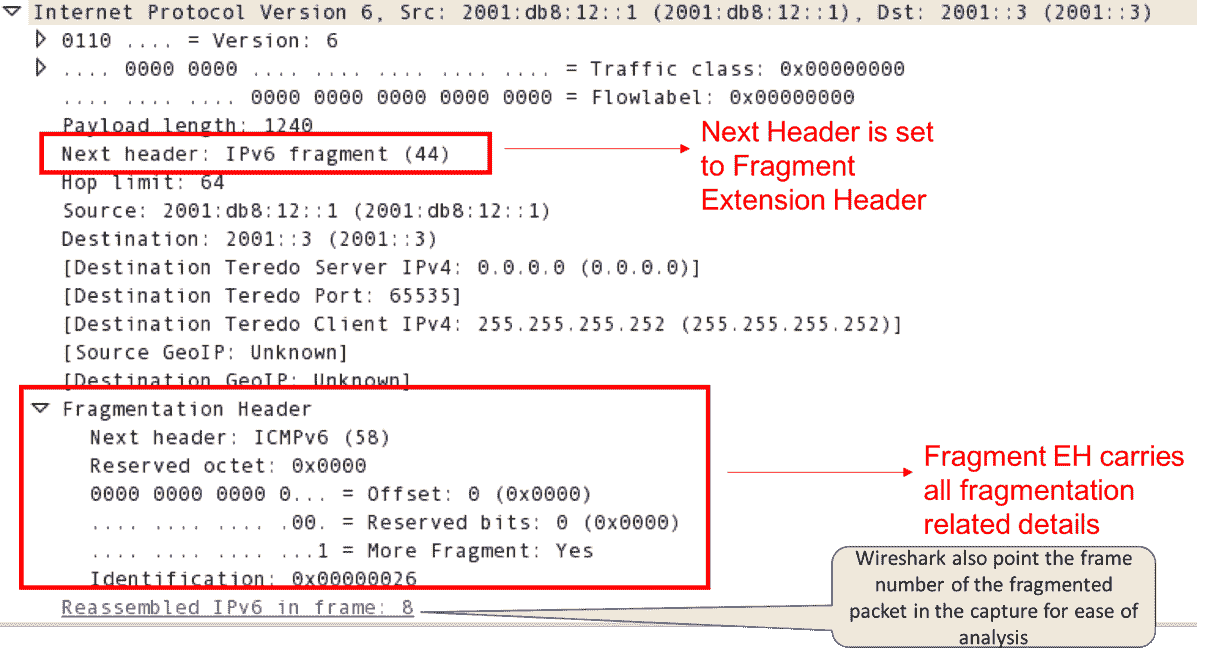 Internet Protocol Version 6, Src: 2001:db8:12::1 (2001:db8:12::1), Dst: 2001::3 (2001::3)
0110 .... = Version: 6
.... 0000 0000 .... .... .... .... .... = Traffic class: 0x00000000
.... .... .... 0000 0000 0000 0000 0000 = Flowlabel: 0x00000000
Payload length: 1240
Next header: IPv6 fragment (44)
Next Header is set
to Fragment
Extension Header
Hop limit: 64
Source: 2001:db8:12::1 (2001:db8:12::1)
Destination: 2001::3 (2001::3)
[Destination Teredo Server IPv4: 0.0.0.0 (0.0.0.0)]
[Destination Teredo Port: 65535]
[Destination Teredo Client IPv4: 255.255.255.252 (255.255.255.252)]
[Source GeoIP: Unknown]
[Destination GeoIP: Unknown]
Fragmentation Header
Next header: ICMPv6 (58)
Reserved octet: 0x0000
0000 0000 0000 0... = Offset: 0 (0x0000)
.... .... .... .00. = Reserved bits: 0 (0x0000)
.... .... .... ...1 = More Fragment: Yes
Identification: 0x00000026
Fragment EH carries
all fragmentation
related details
Reassembled IPv6 in frame: 8
Wireshark also point the frame
number of the fragmented
packet in the capture for ease of
analysis